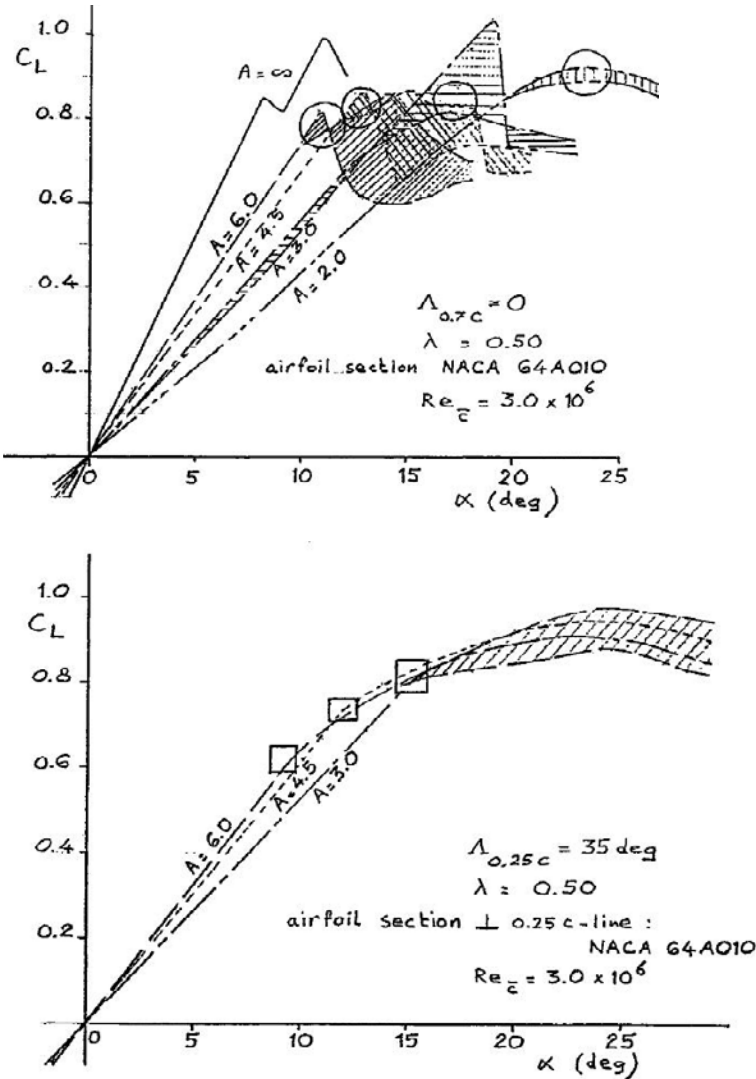 1.0
C_L
A = ∞
0.8
0.6
A = 6.0
A = 4.5
A = 3.0
A = 2.0
0.4
Λ_0.7c = 0
λ = 0.50
0.2
airfoil section NACA 64A010
Re_c̅ = 3.0 x 10^6
0 5 10 15 20 25
α (deg)
1.0
C_L
0.8
0.6
A = 6.0
A = 4.5
A = 3.0
0.4
Λ_0,25c = 35 deg
λ = 0.50
0.2
airfoil section ⊥ 0.25 c-line :
NACA 64A010
Re_c̅ = 3.0 x 10^6
0 5 10 15 20 25
α (deg)